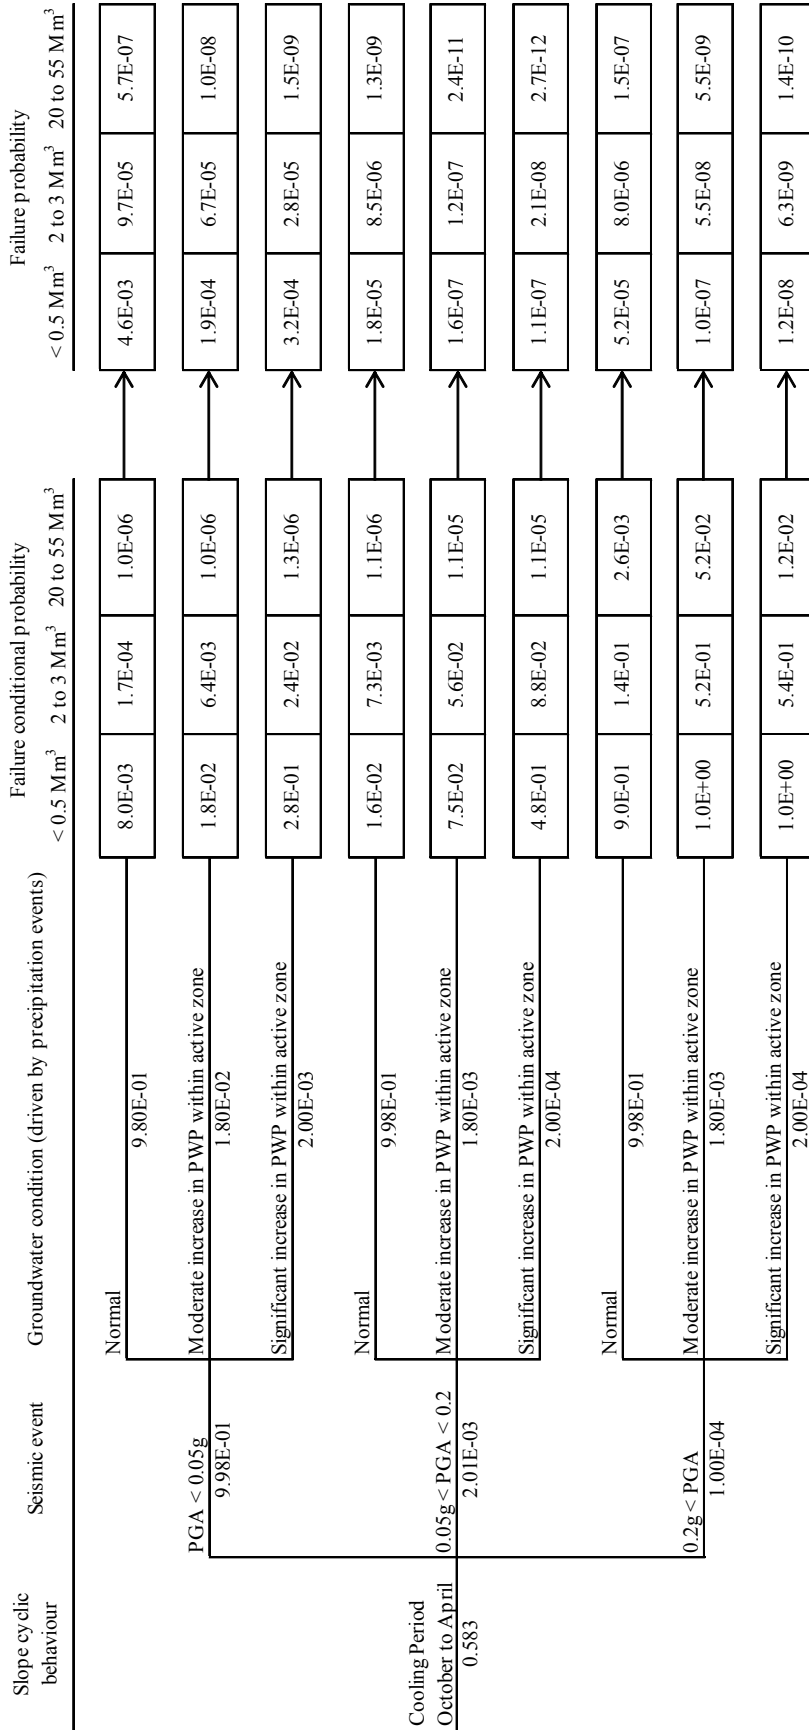 Slope cyclic behaviour
Seismic event
Groundwater condition (driven by precipitation events)
Failure conditional probability
< 0.5 Mm³ 2 to 3 Mm³ 20 to 55 Mm³
Failure probability
< 0.5 Mm³ 2 to 3 Mm³ 20 to 55 Mm³
Cooling Period
October to April
0.583
PGA < 0.05g
9.98E-01
Normal
9.80E-01
8.0E-03 1.7E-04 1.0E-06 4.6E-03 9.7E-05 5.7E-07
Moderate increase in PWP within active zone
1.80E-02
1.8E-02 6.4E-03 1.0E-06 1.9E-04 6.7E-05 1.0E-08
Significant increase in PWP within active zone
2.00E-03
2.8E-01 2.4E-02 1.3E-06 3.2E-04 2.8E-05 1.5E-09
0.05g < PGA < 0.2
2.01E-03
Normal
9.98E-01
1.6E-02 7.3E-03 1.1E-06 1.8E-05 8.5E-06 1.3E-09
Moderate increase in PWP within active zone
1.80E-03
7.5E-02 5.6E-02 1.1E-05 1.6E-07 1.2E-07 2.4E-11
Significant increase in PWP within active zone
2.00E-04
4.8E-01 8.8E-02 1.1E-05 1.1E-07 2.1E-08 2.7E-12
0.2g < PGA
1.00E-04
Normal
9.98E-01
9.0E-01 1.4E-01 2.6E-03 5.2E-05 8.0E-06 1.5E-07
Moderate increase in PWP within active zone
1.80E-03
1.0E+00 5.2E-01 5.2E-02 1.0E-07 5.5E-08 5.5E-09
Significant increase in PWP within active zone
2.00E-04
1.0E+00 5.4E-01 1.2E-02 1.2E-08 6.3E-09 1.4E-10